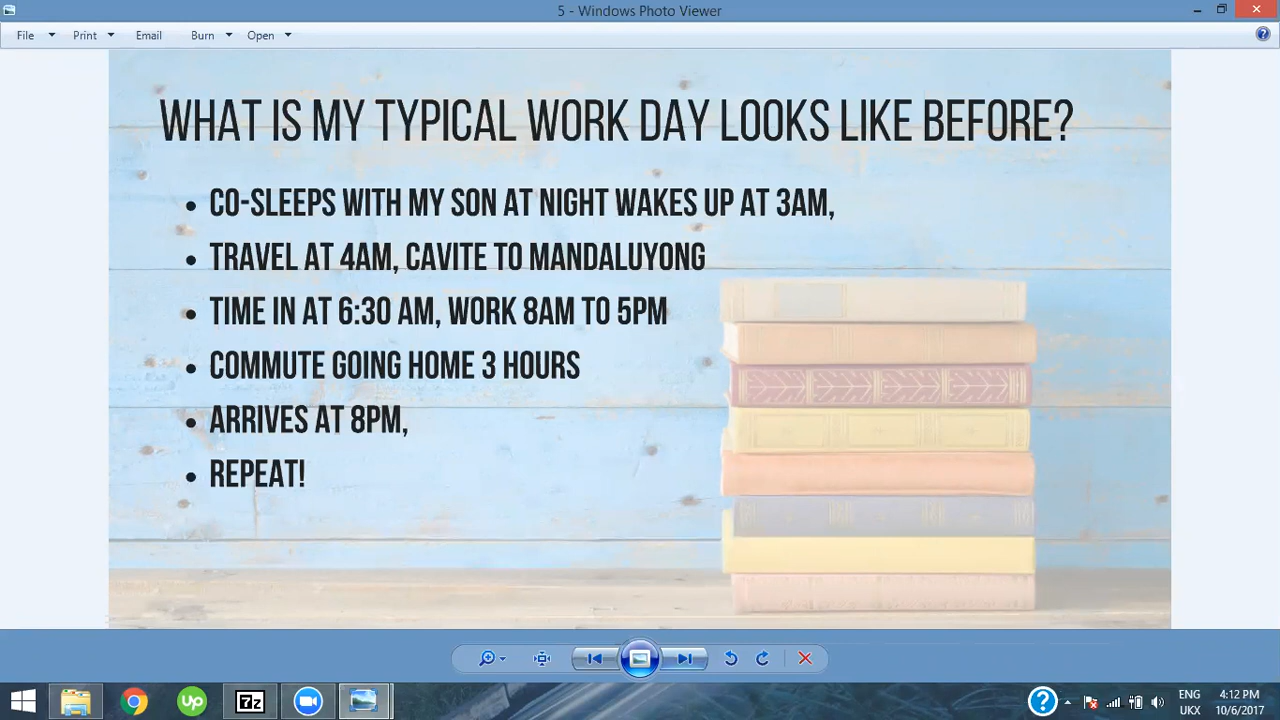 5 - Windows Photo Viewer
File Print Email Burn Open
WHAT IS MY TYPICAL WORK DAY LOOKS LIKE BEFORE?
• CO-SLEEPS WITH MY SON AT NIGHT WAKES UP AT 3AM,
• TRAVEL AT 4AM, CAVITE TO MANDALUYONG
• TIME IN AT 6:30 AM, WORK 8AM TO 5PM
• COMMUTE GOING HOME 3 HOURS
• ARRIVES AT 8PM,
• REPEAT!
up
7z
ENG
UKX
4:12 PM
10/6/2017